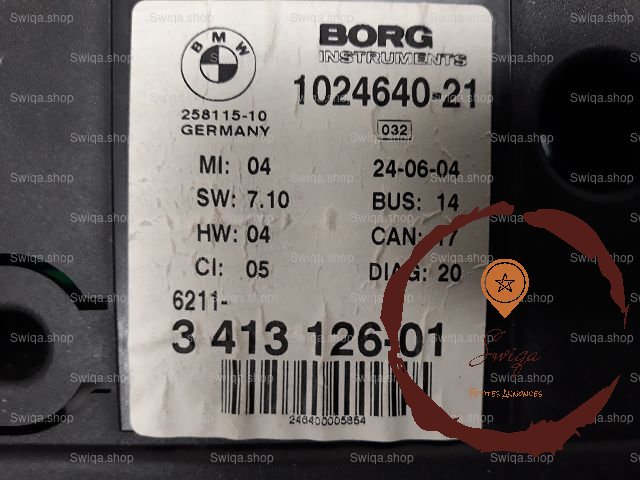 BMW
BORG
INSTRUMENTS
1024640-21
258115-10
GERMANY
032
MI: 04
24-06-04
SW: 7.10
BUS: 14
HW: 04
CAN: 17
CI: 05
DIAG: 20
6211-
3 413 126-01
246400005854
Swiqa
Petites Annonces
Swiqa.shop